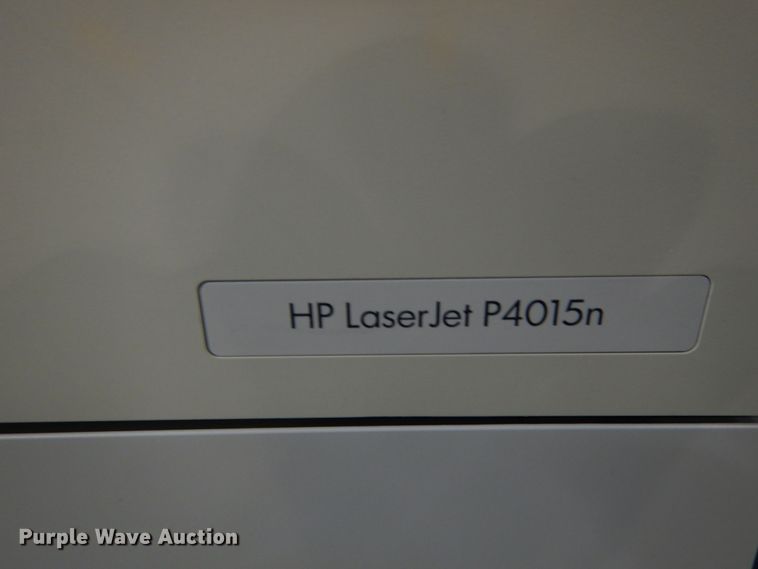 HP LaserJet P4015n
Purple Wave Auction